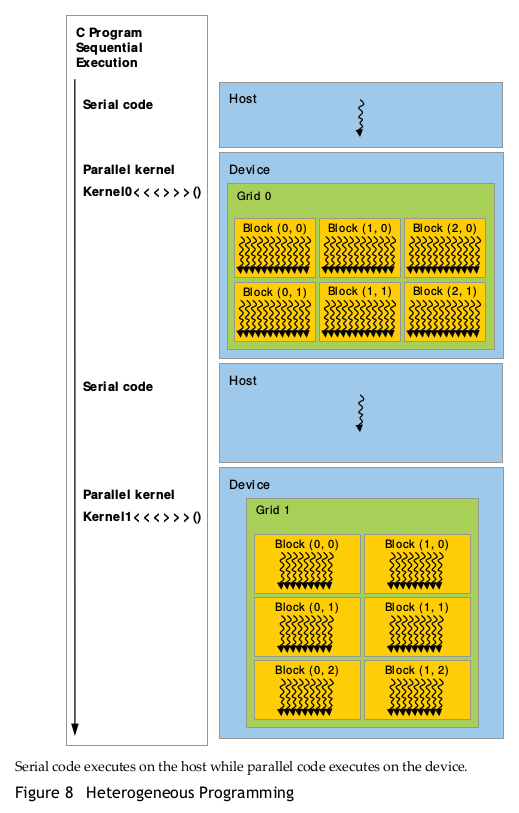 C Program
Sequential
Execution
Serial code
Host
Parallel kernel
Kernel0<<<>>>()
Device
Grid 0
Block (0, 0)
Block (1, 0)
Block (2, 0)
Block (0, 1)
Block (1, 1)
Block (2, 1)
Serial code
Host
Parallel kernel
Kernel1<<<>>>()
Device
Grid 1
Block (0, 0)
Block (1, 0)
Block (0, 1)
Block (1, 1)
Block (0, 2)
Block (1, 2)
Serial code executes on the host while parallel code executes on the device.
Figure 8 Heterogeneous Programming